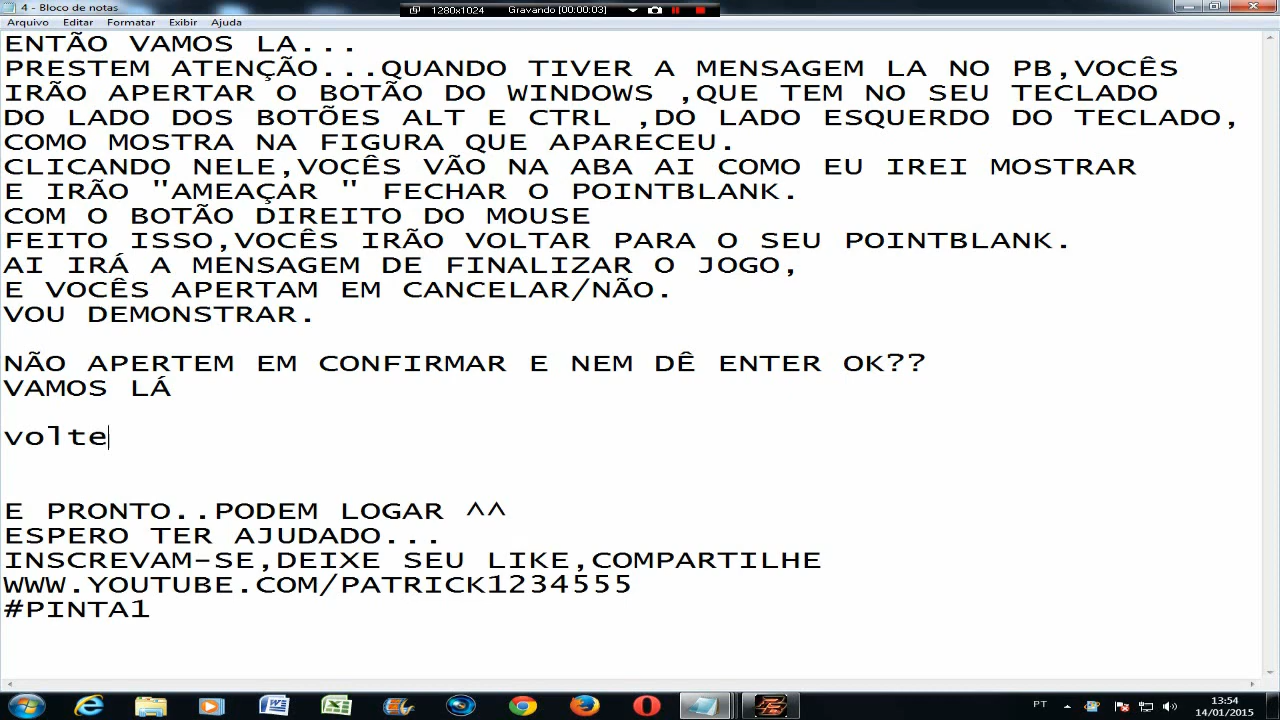 4 - Bloco de notas
1280x1024 Gravando [00:00:03]
Arquivo Editar Formatar Exibir Ajuda
ENTÃO VAMOS LA...
PRESTEM ATENÇÃO...QUANDO TIVER A MENSAGEM LA NO PB,VOCÊS
IRÃO APERTAR O BOTÃO DO WINDOWS ,QUE TEM NO SEU TECLADO
DO LADO DOS BOTÕES ALT E CTRL ,DO LADO ESQUERDO DO TECLADO,
COMO MOSTRA NA FIGURA QUE APARECEU.
CLICANDO NELE,VOCÊS VÃO NA ABA AI COMO EU IREI MOSTRAR
E IRÃO "AMEAÇAR " FECHAR O POINTBLANK.
COM O BOTÃO DIREITO DO MOUSE
FEITO ISSO,VOCÊS IRÃO VOLTAR PARA O SEU POINTBLANK.
AI IRÁ A MENSAGEM DE FINALIZAR O JOGO,
E VOCÊS APERTAM EM CANCELAR/NÃO.
VOU DEMONSTRAR.
NÃO APERTEM EM CONFIRMAR E NEM DÊ ENTER OK??
VAMOS LÁ
volte
E PRONTO..PODEM LOGAR ^^
ESPERO TER AJUDADO...
INSCREVAM-SE,DEIXE SEU LIKE,COMPARTILHE
WWW.YOUTUBE.COM/PATRICK1234555
#PINTA1
PT
13:54
14/01/2015